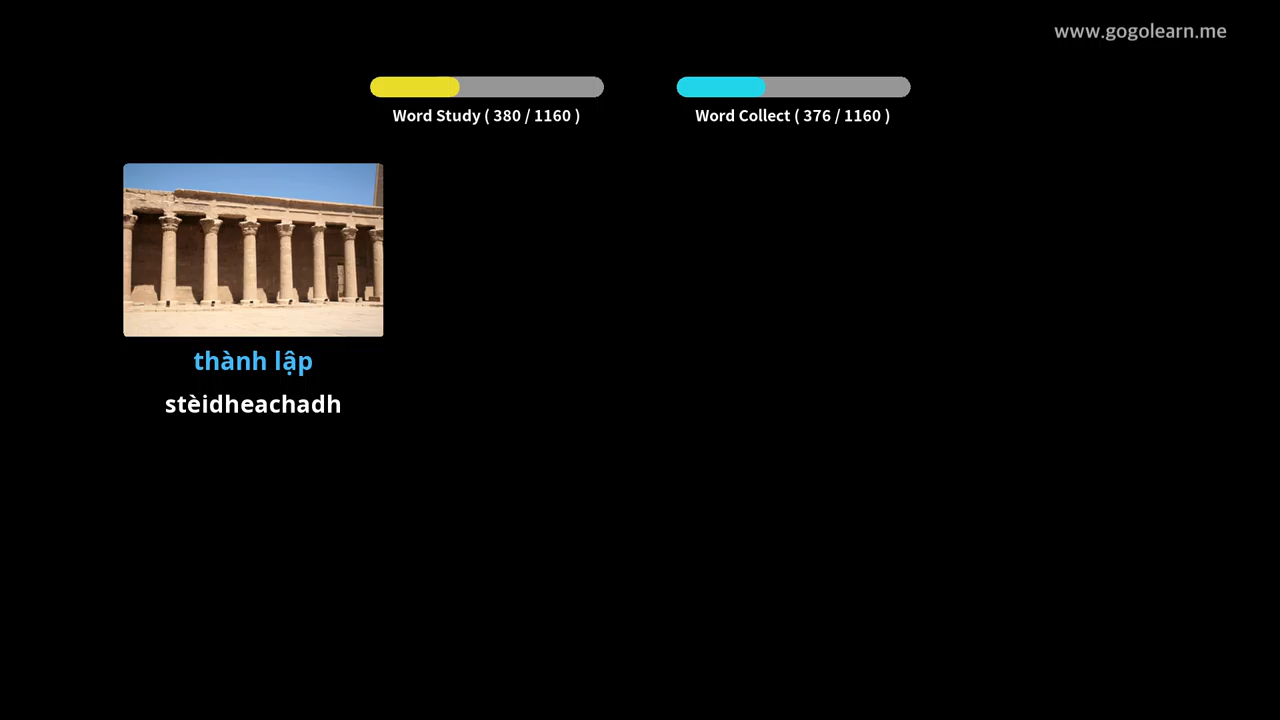 www.gogolearn.me
Word Study ( 380 / 1160 )
Word Collect ( 376 / 1160 )
thành lập
stèidheachadh